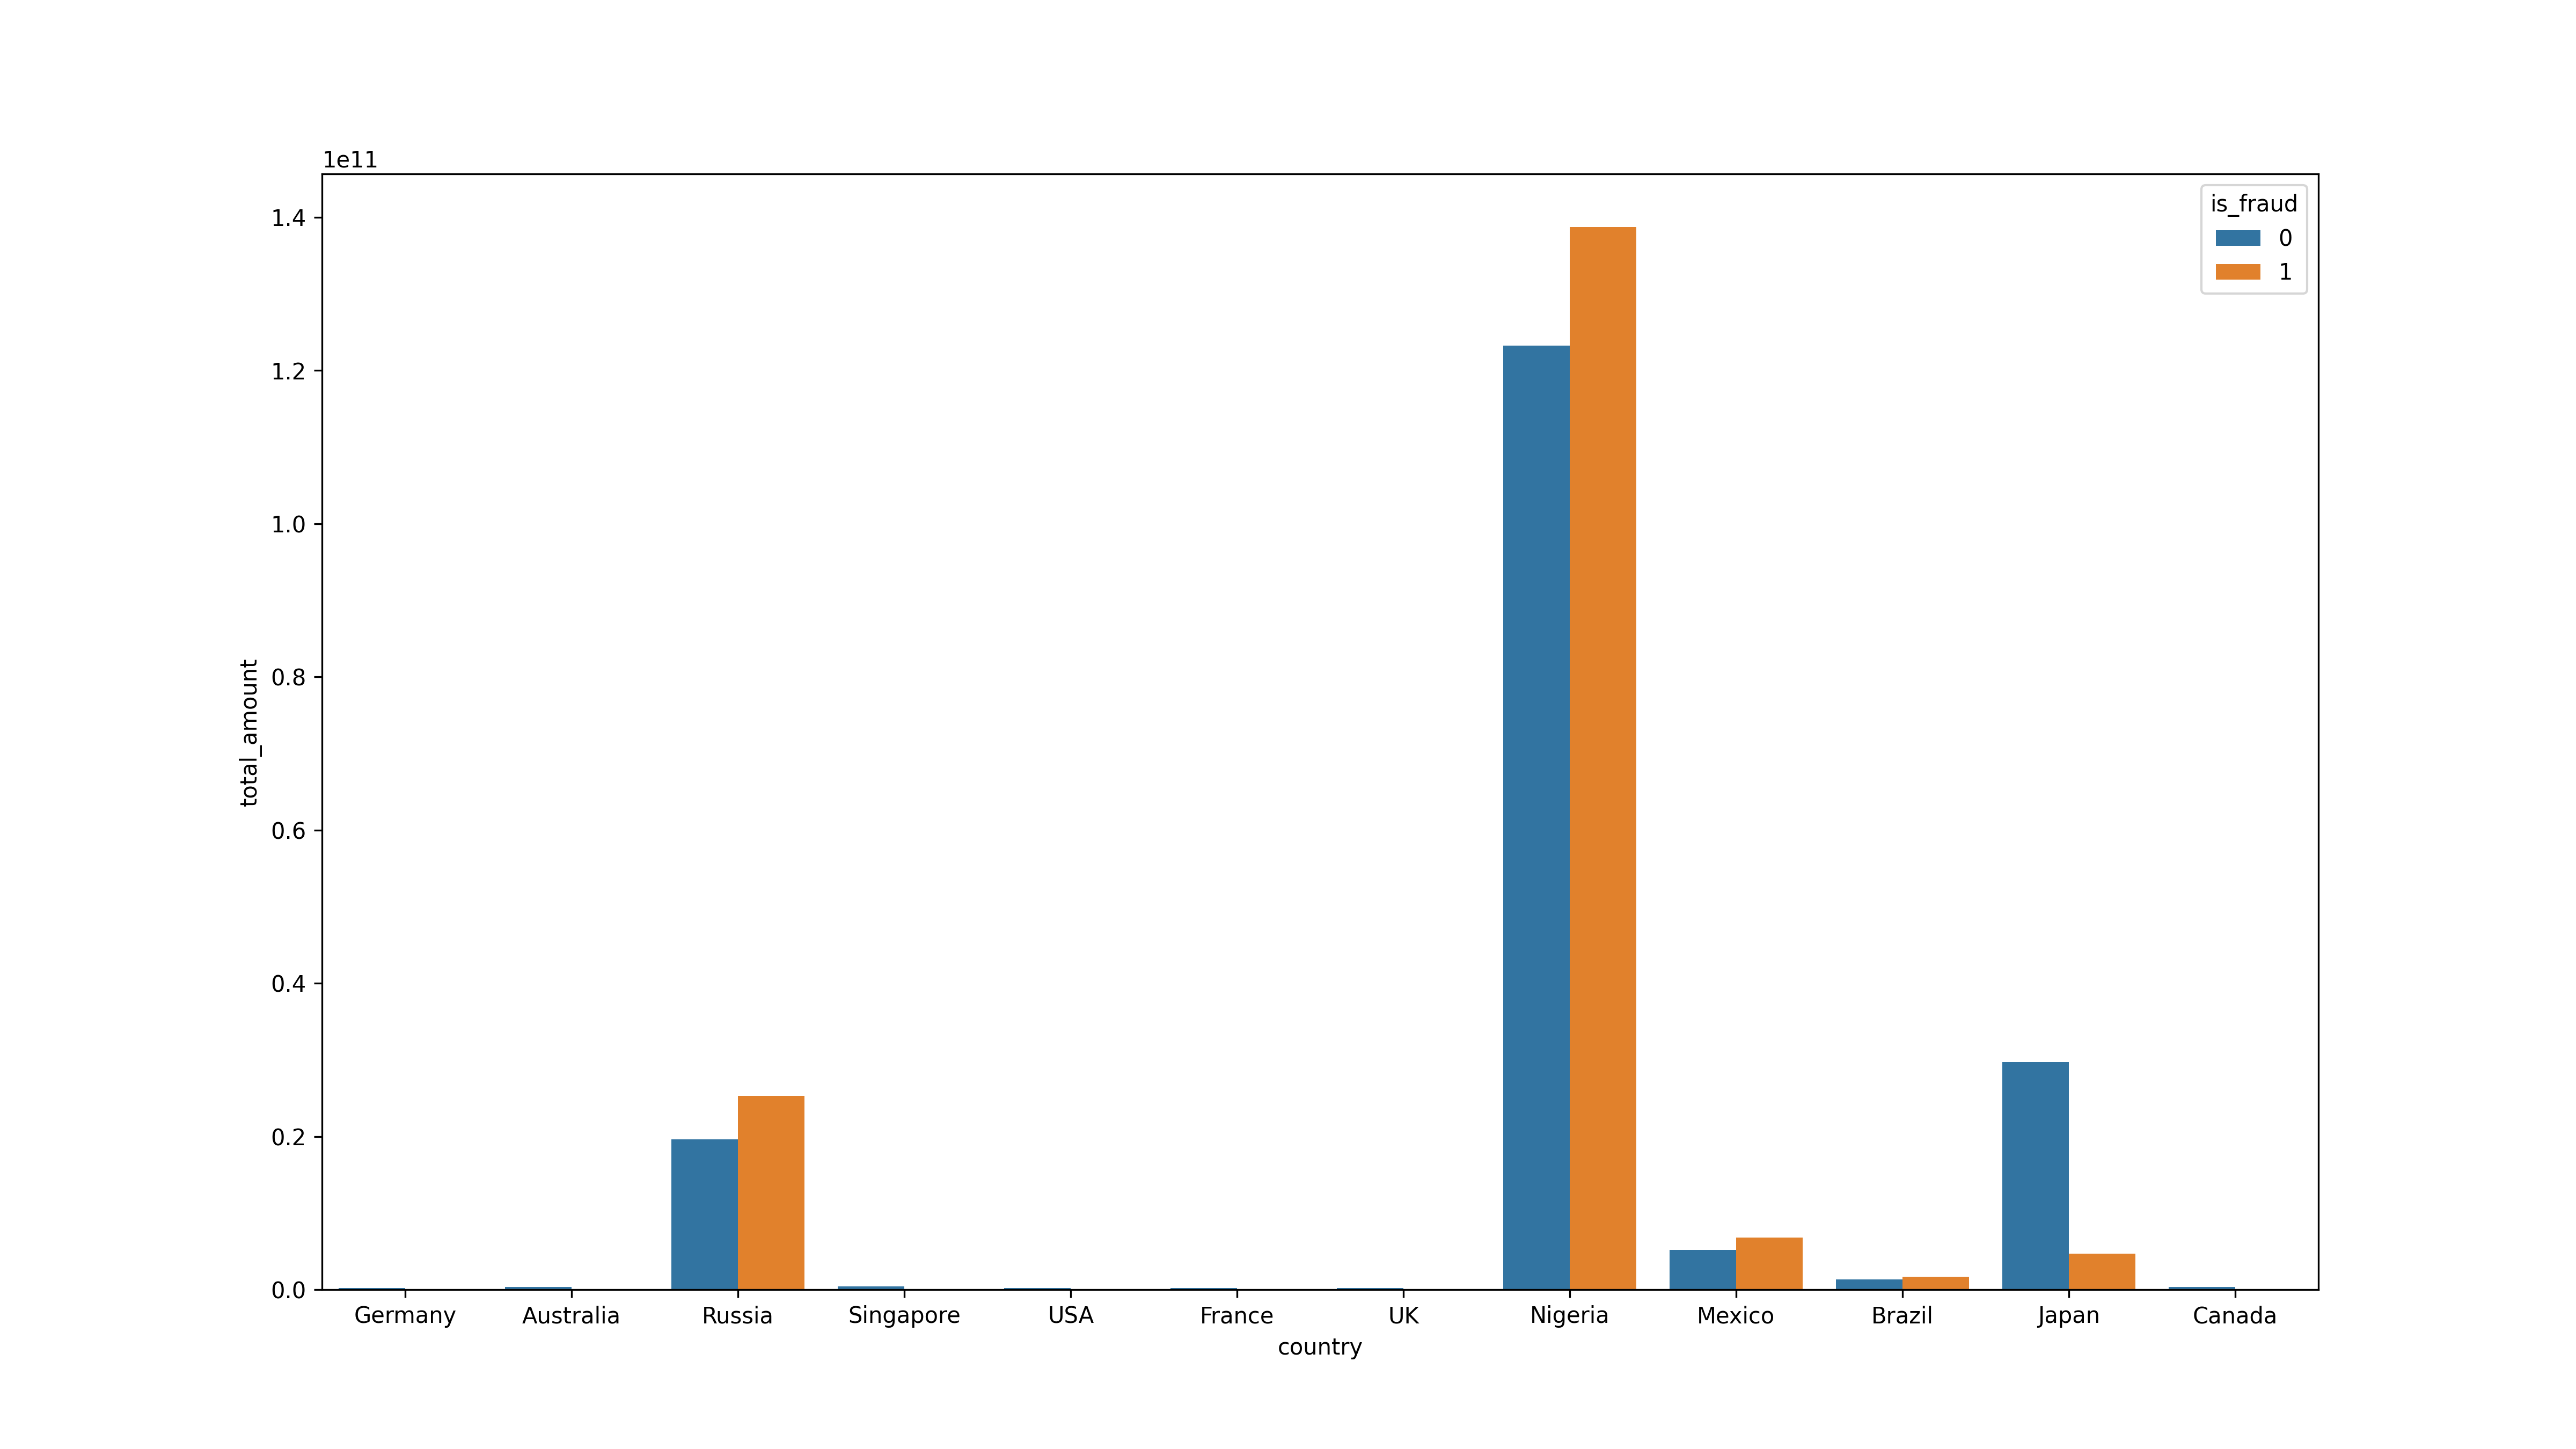 1e11
1.4
1.2
1.0
0.8
0.6
0.4
0.2
0.0
total_amount
is_fraud
0
1
Germany Australia Russia Singapore USA France UK Nigeria Mexico Brazil Japan Canada
country